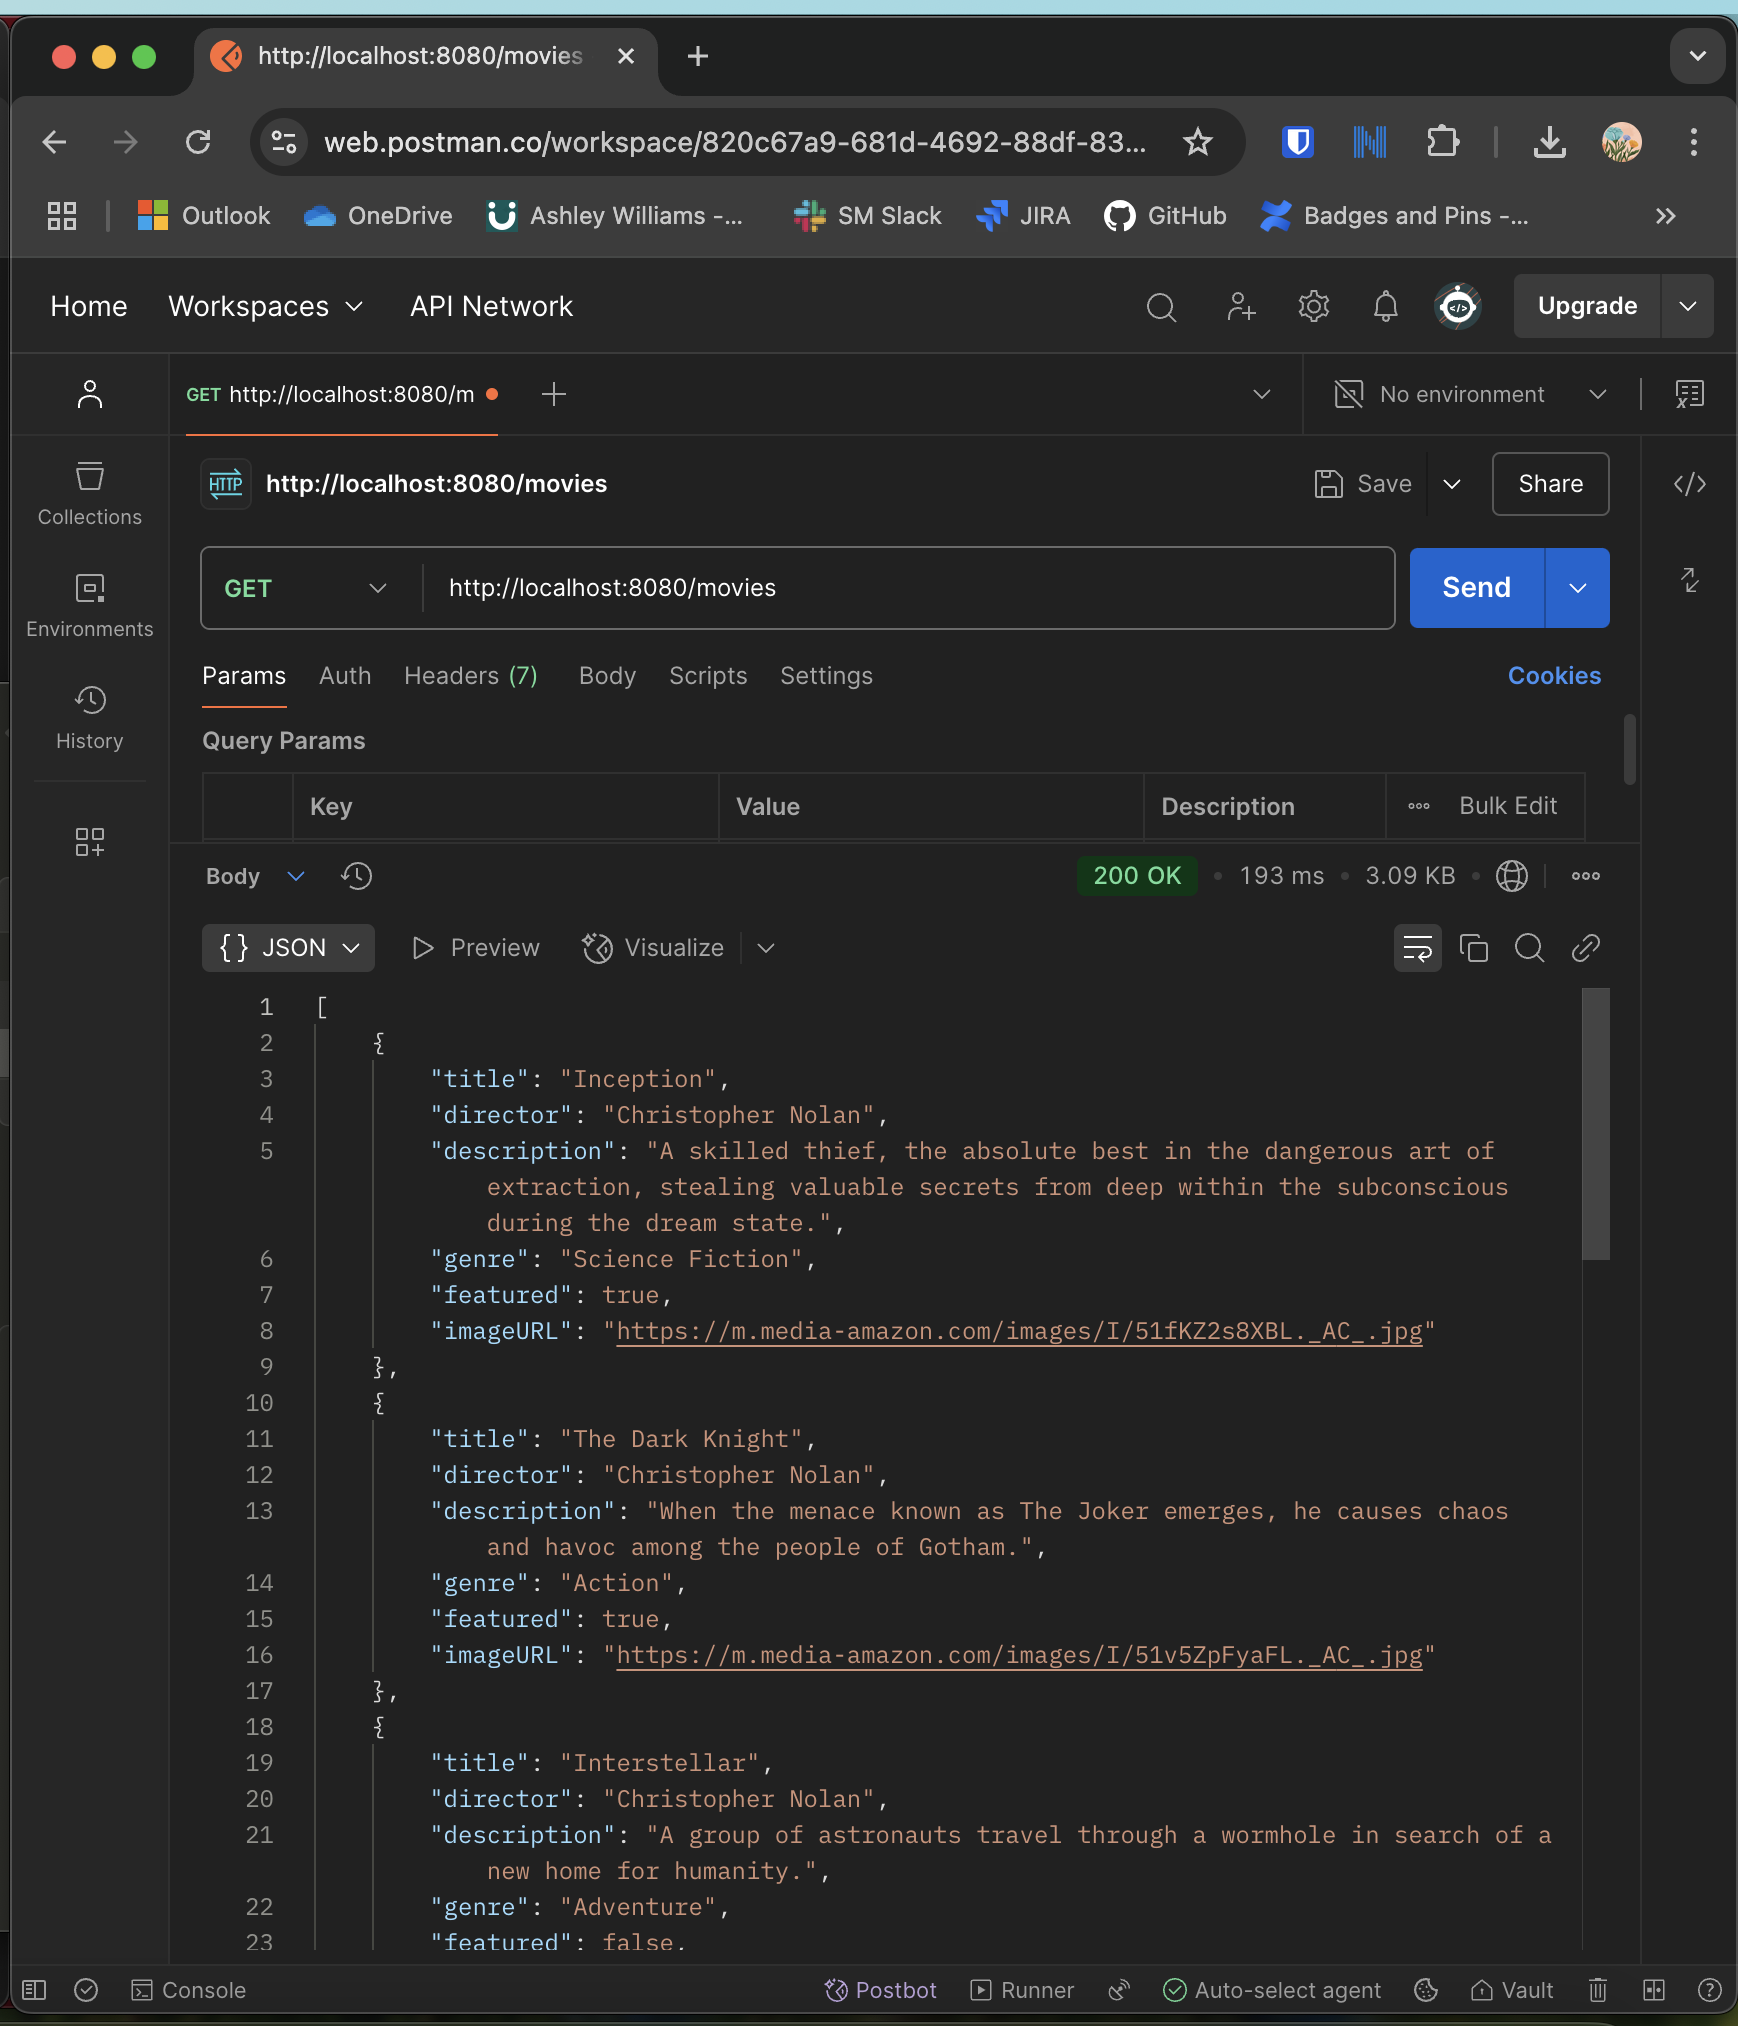 http://localhost:8080/movies
web.postman.co/workspace/820c67a9-681d-4692-88df-83...
Outlook OneDrive Ashley Williams -... SM Slack JIRA GitHub Badges and Pins -...
Home Workspaces API Network Upgrade
GET http://localhost:8080/m No environment
HTTP http://localhost:8080/movies Save Share
Collections
GET http://localhost:8080/movies Send
Environments
Params Auth Headers (7) Body Scripts Settings Cookies
History
Query Params
Key Value Description Bulk Edit
Body 200 OK • 193 ms • 3.09 KB •
{} JSON Preview Visualize
1 [
2 {
3 "title": "Inception",
4 "director": "Christopher Nolan",
5 "description": "A skilled thief, the absolute best in the dangerous art of
extraction, stealing valuable secrets from deep within the subconscious
during the dream state.",
6 "genre": "Science Fiction",
7 "featured": true,
8 "imageURL": "https://m.media-amazon.com/images/I/51fKZ2s8XBL._AC_.jpg"
9 },
10 {
11 "title": "The Dark Knight",
12 "director": "Christopher Nolan",
13 "description": "When the menace known as The Joker emerges, he causes chaos
and havoc among the people of Gotham.",
14 "genre": "Action",
15 "featured": true,
16 "imageURL": "https://m.media-amazon.com/images/I/51v5ZpFyaFL._AC_.jpg"
17 },
18 {
19 "title": "Interstellar",
20 "director": "Christopher Nolan",
21 "description": "A group of astronauts travel through a wormhole in search of a
new home for humanity.",
22 "genre": "Adventure",
23 "featured": false,
Console Postbot Runner Auto-select agent Vault